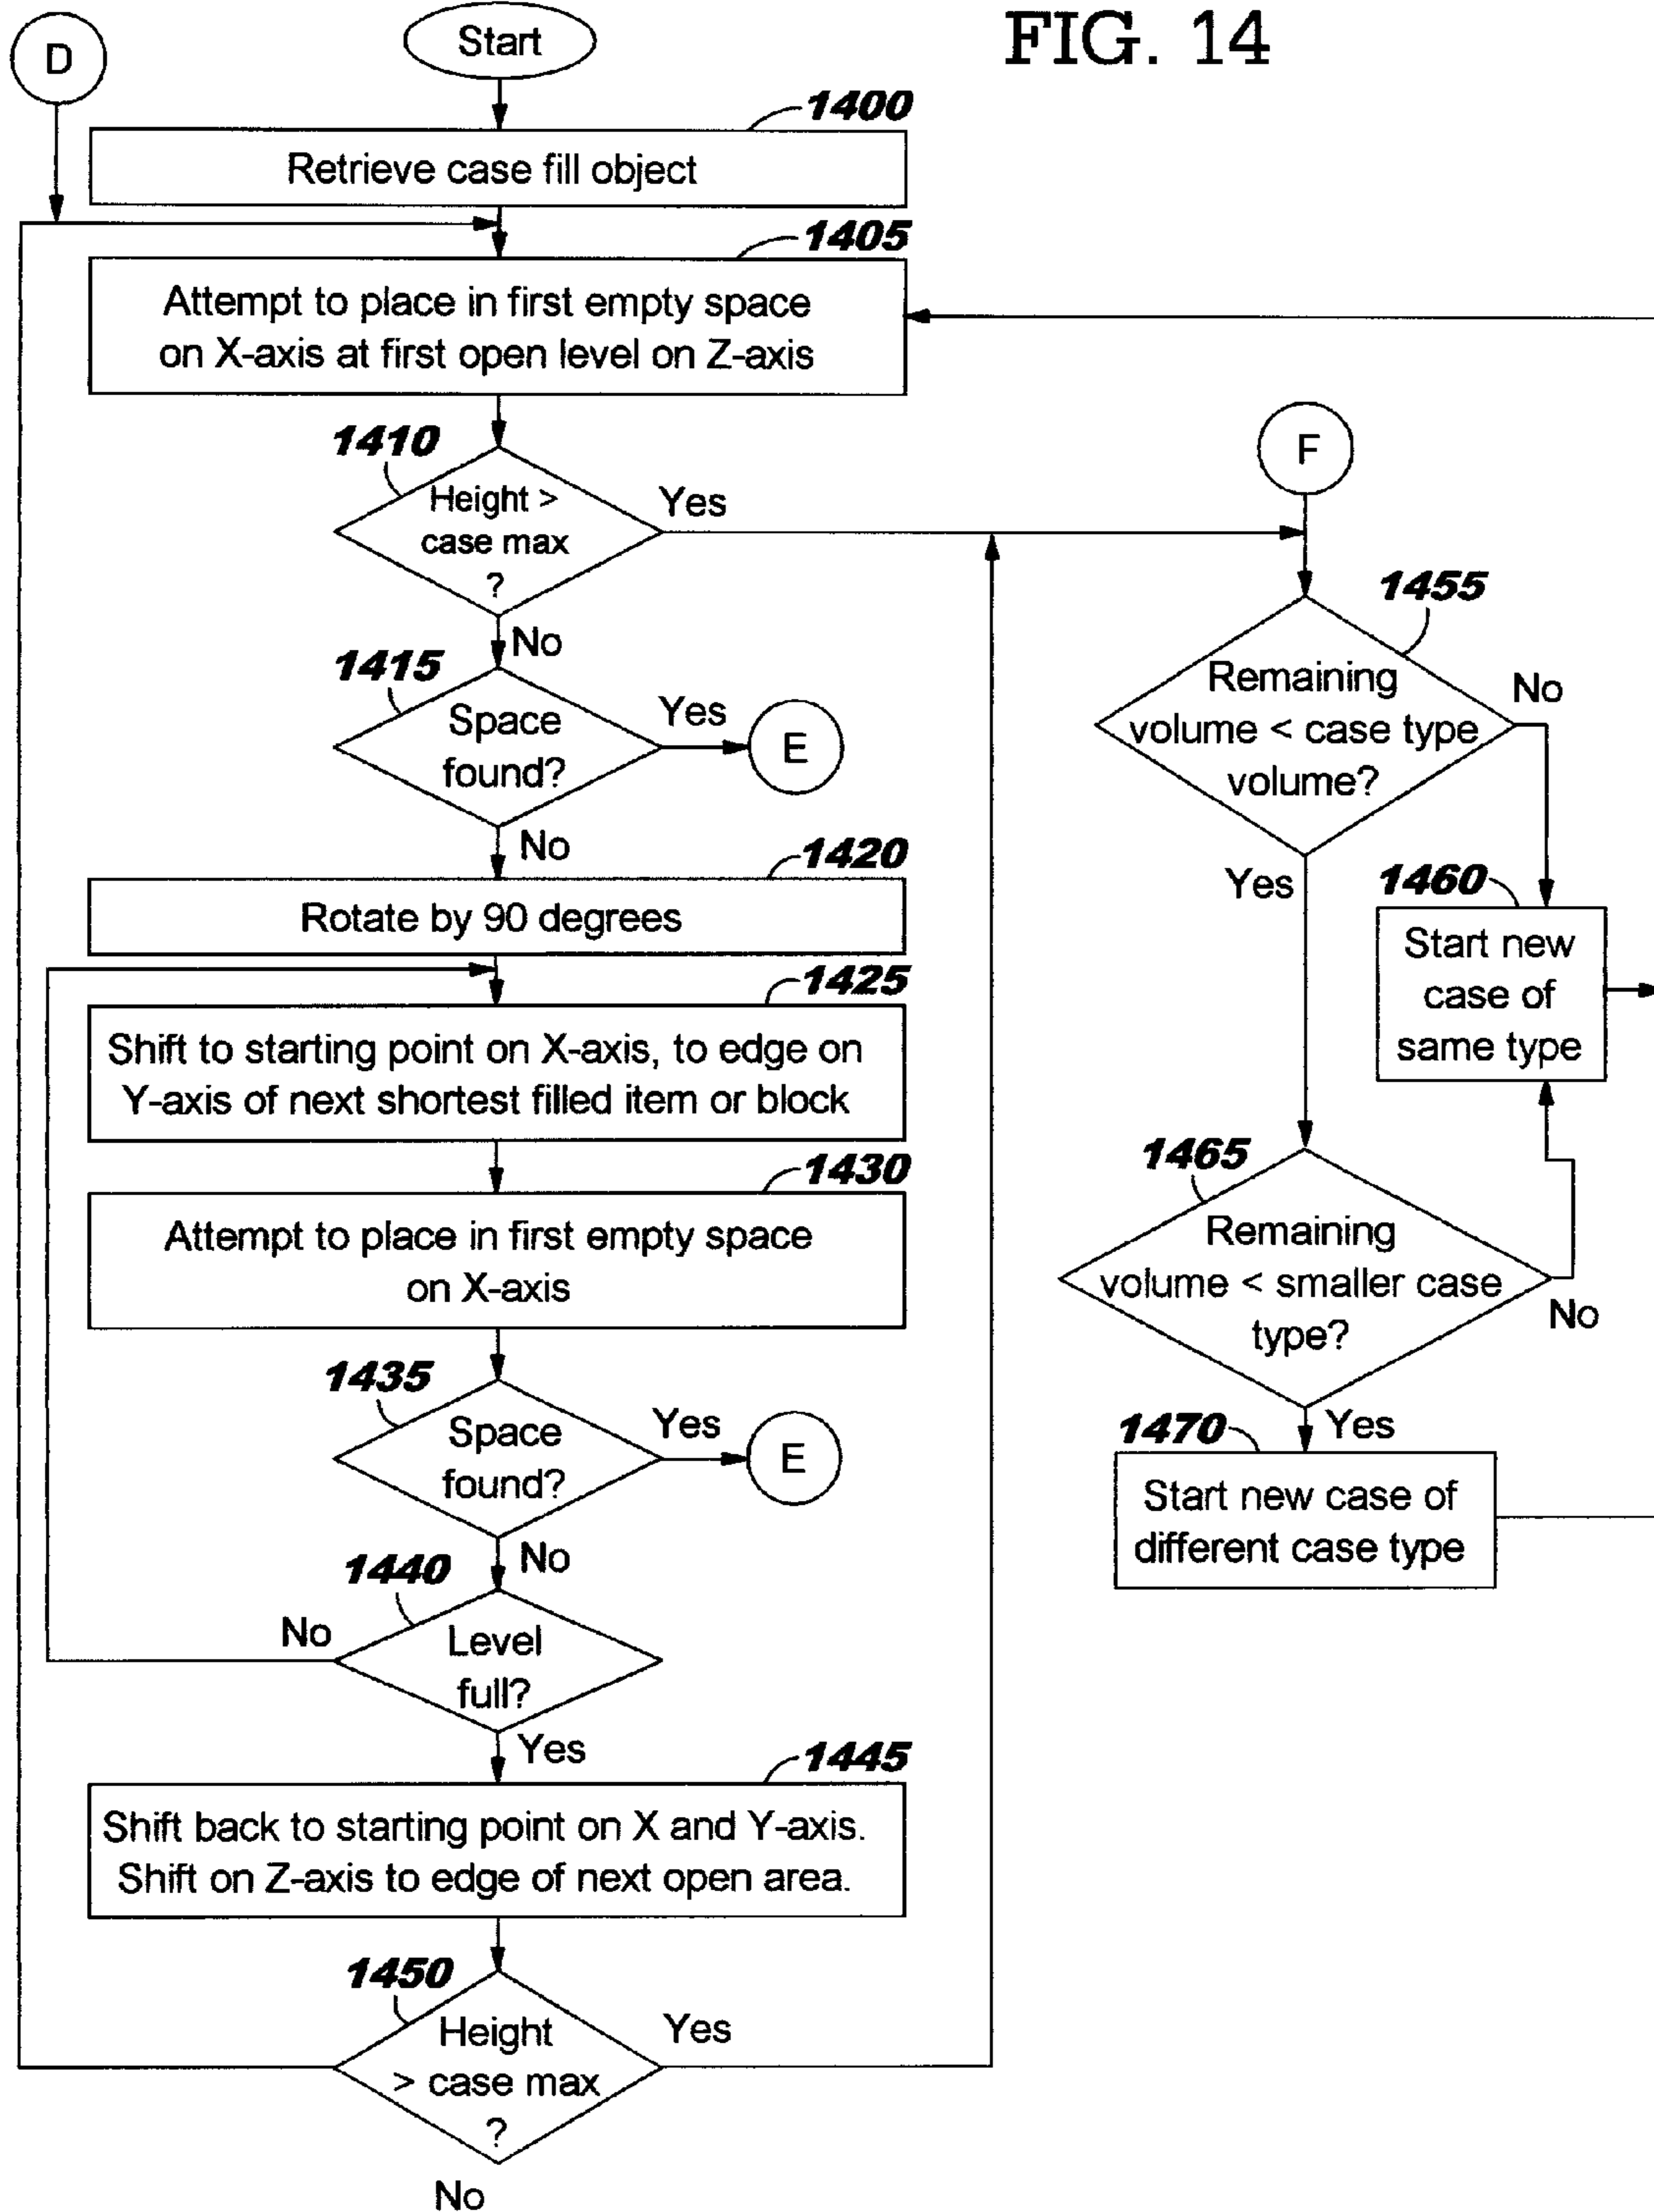 FIG. 14
D
Start
1400
Retrieve case fill object
1405
Attempt to place in first empty space
on X-axis at first open level on Z-axis
1410
Height >
case max
?
Yes
No
F
1415
Space
found?
Yes
E
No
1420
Rotate by 90 degrees
1425
Shift to starting point on X-axis, to edge on
Y-axis of next shortest filled item or block
1430
Attempt to place in first empty space
on X-axis
1435
Space
found?
Yes
E
No
1440
Level
full?
No
Yes
1445
Shift back to starting point on X and Y-axis.
Shift on Z-axis to edge of next open area.
1450
Height
> case max
?
Yes
No
1455
Remaining
volume < case type
volume?
No
Yes
1460
Start new
case of
same type
1465
Remaining
volume < smaller case
type?
No
Yes
1470
Start new case of
different case type